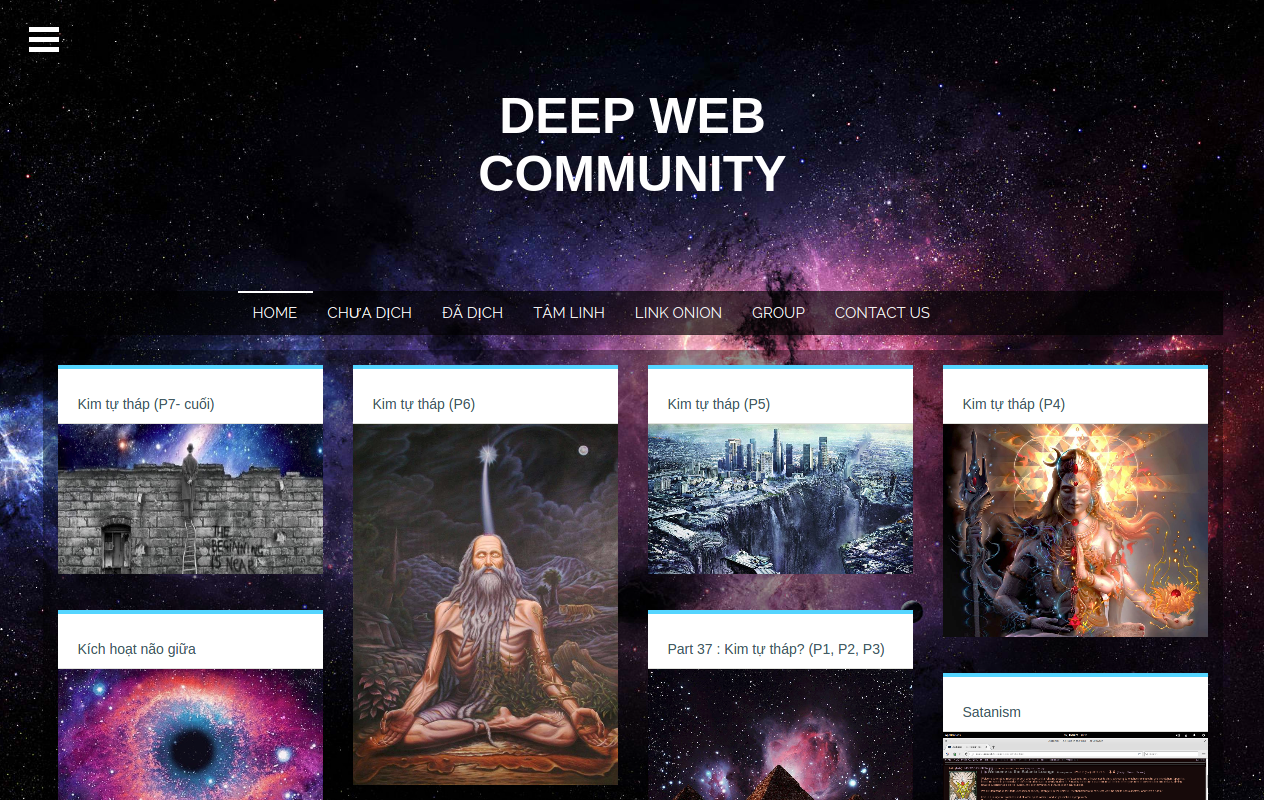 DEEP WEB
COMMUNITY
HOME
CHƯA DỊCH
ĐÃ DỊCH
TÂM LINH
LINK ONION
GROUP
CONTACT US
Kim tự tháp (P7- cuối)
Kim tự tháp (P6)
Kim tự tháp (P5)
Kim tự tháp (P4)
THE
BEGINNING
IS NEAR
Kích hoạt não giữa
Part 37 : Kim tự tháp? (P1, P2, P3)
Satanism